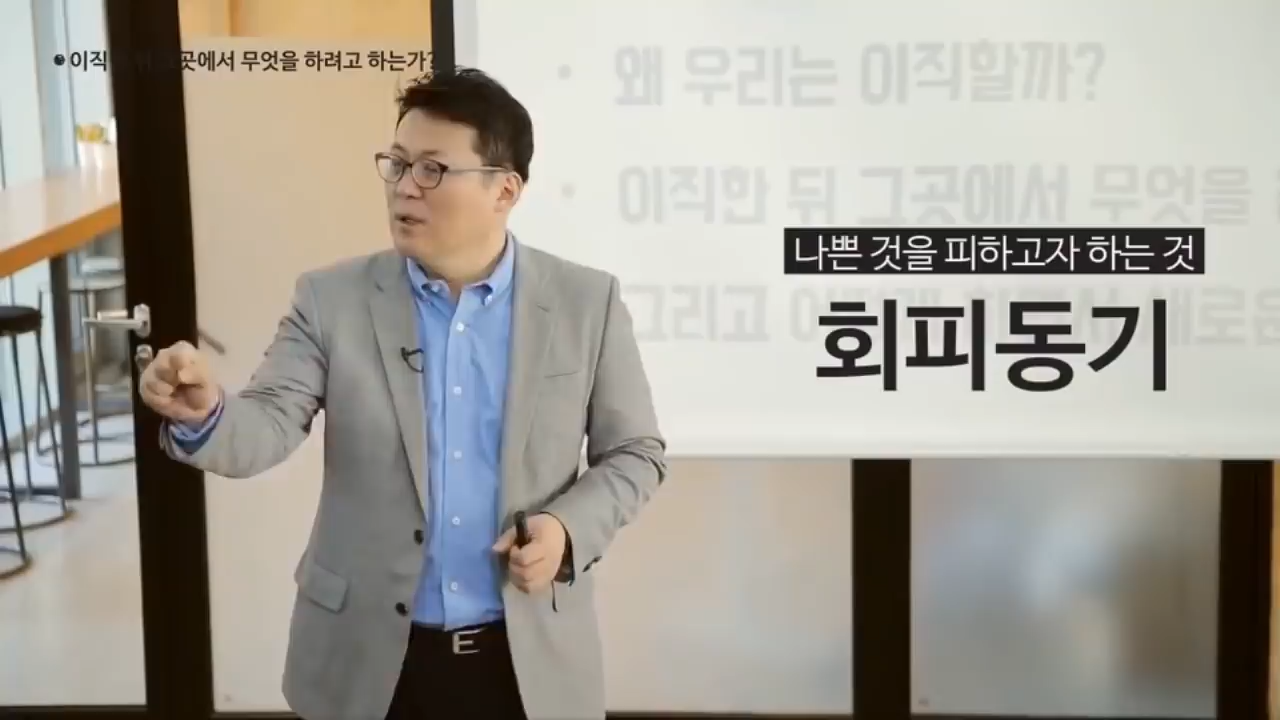 이직한 뒤 그곳에서 무엇을 하려고 하는가?
왜 우리는 이직할까?
이직한 뒤 그곳에서 무엇을
나쁜 것을 피하고자 하는 것
회피동기
그리고